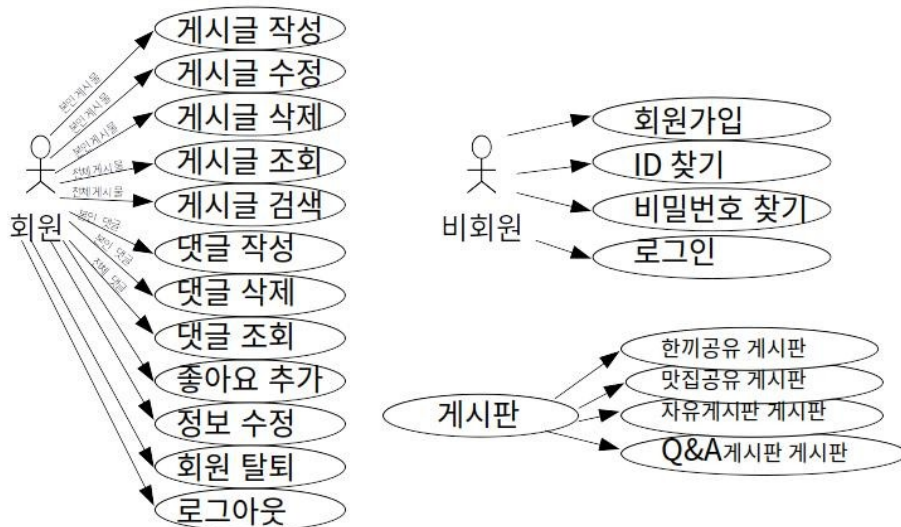 게시글 작성
게시글 수정
게시글 삭제
게시글 조회
게시글 검색
댓글 작성
댓글 삭제
댓글 조회
좋아요 추가
정보 수정
회원 탈퇴
로그아웃
본인게시물
본인게시물
본인게시물
전체게시물
전체게시물
본인 댓글
본인 댓글
전체 댓글
회원
비회원
회원가입
ID 찾기
비밀번호 찾기
로그인
게시판
한끼공유 게시판
맛집공유 게시판
자유게시판 게시판
Q&A게시판 게시판